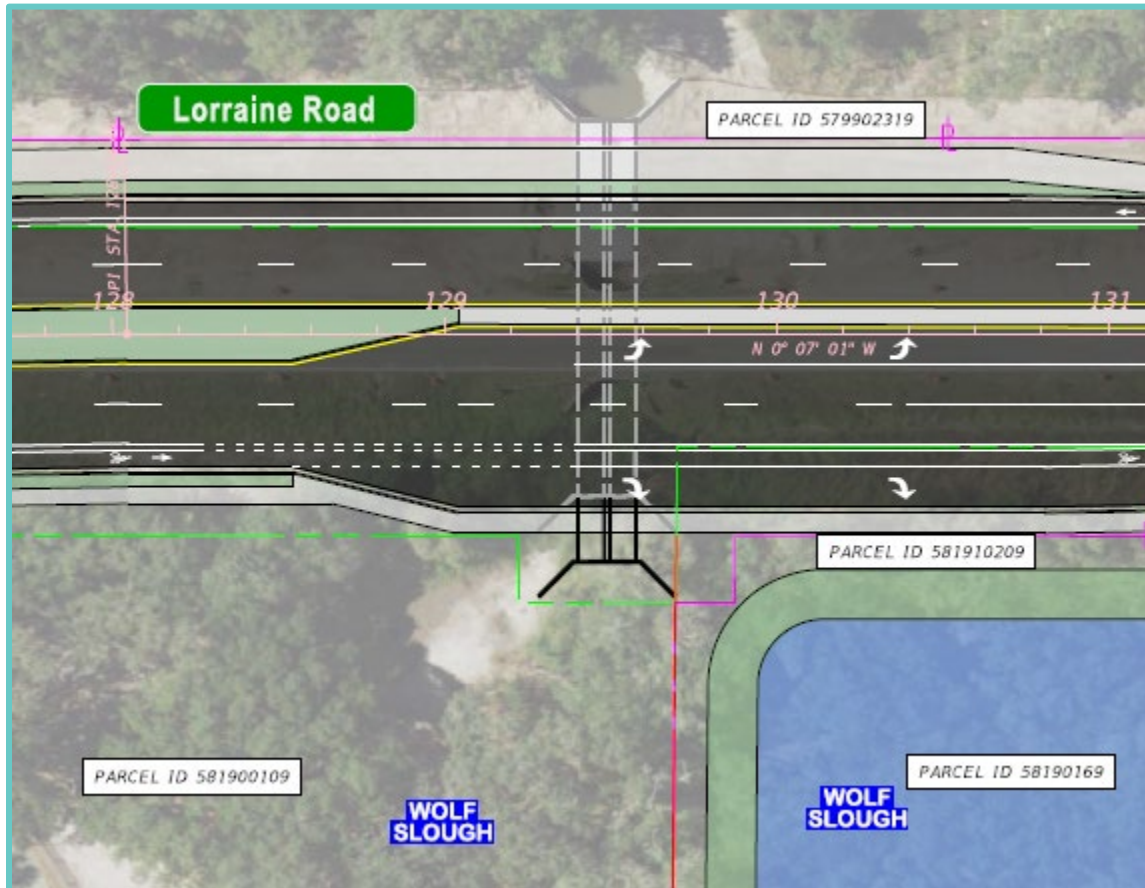 Lorraine Road
PARCEL ID 579902319
128
129
130
131
N 0° 07' 01" W
PARCEL ID 581910209
PARCEL ID 581900109
PARCEL ID 58190169
WOLF
SLOUGH
WOLF
SLOUGH